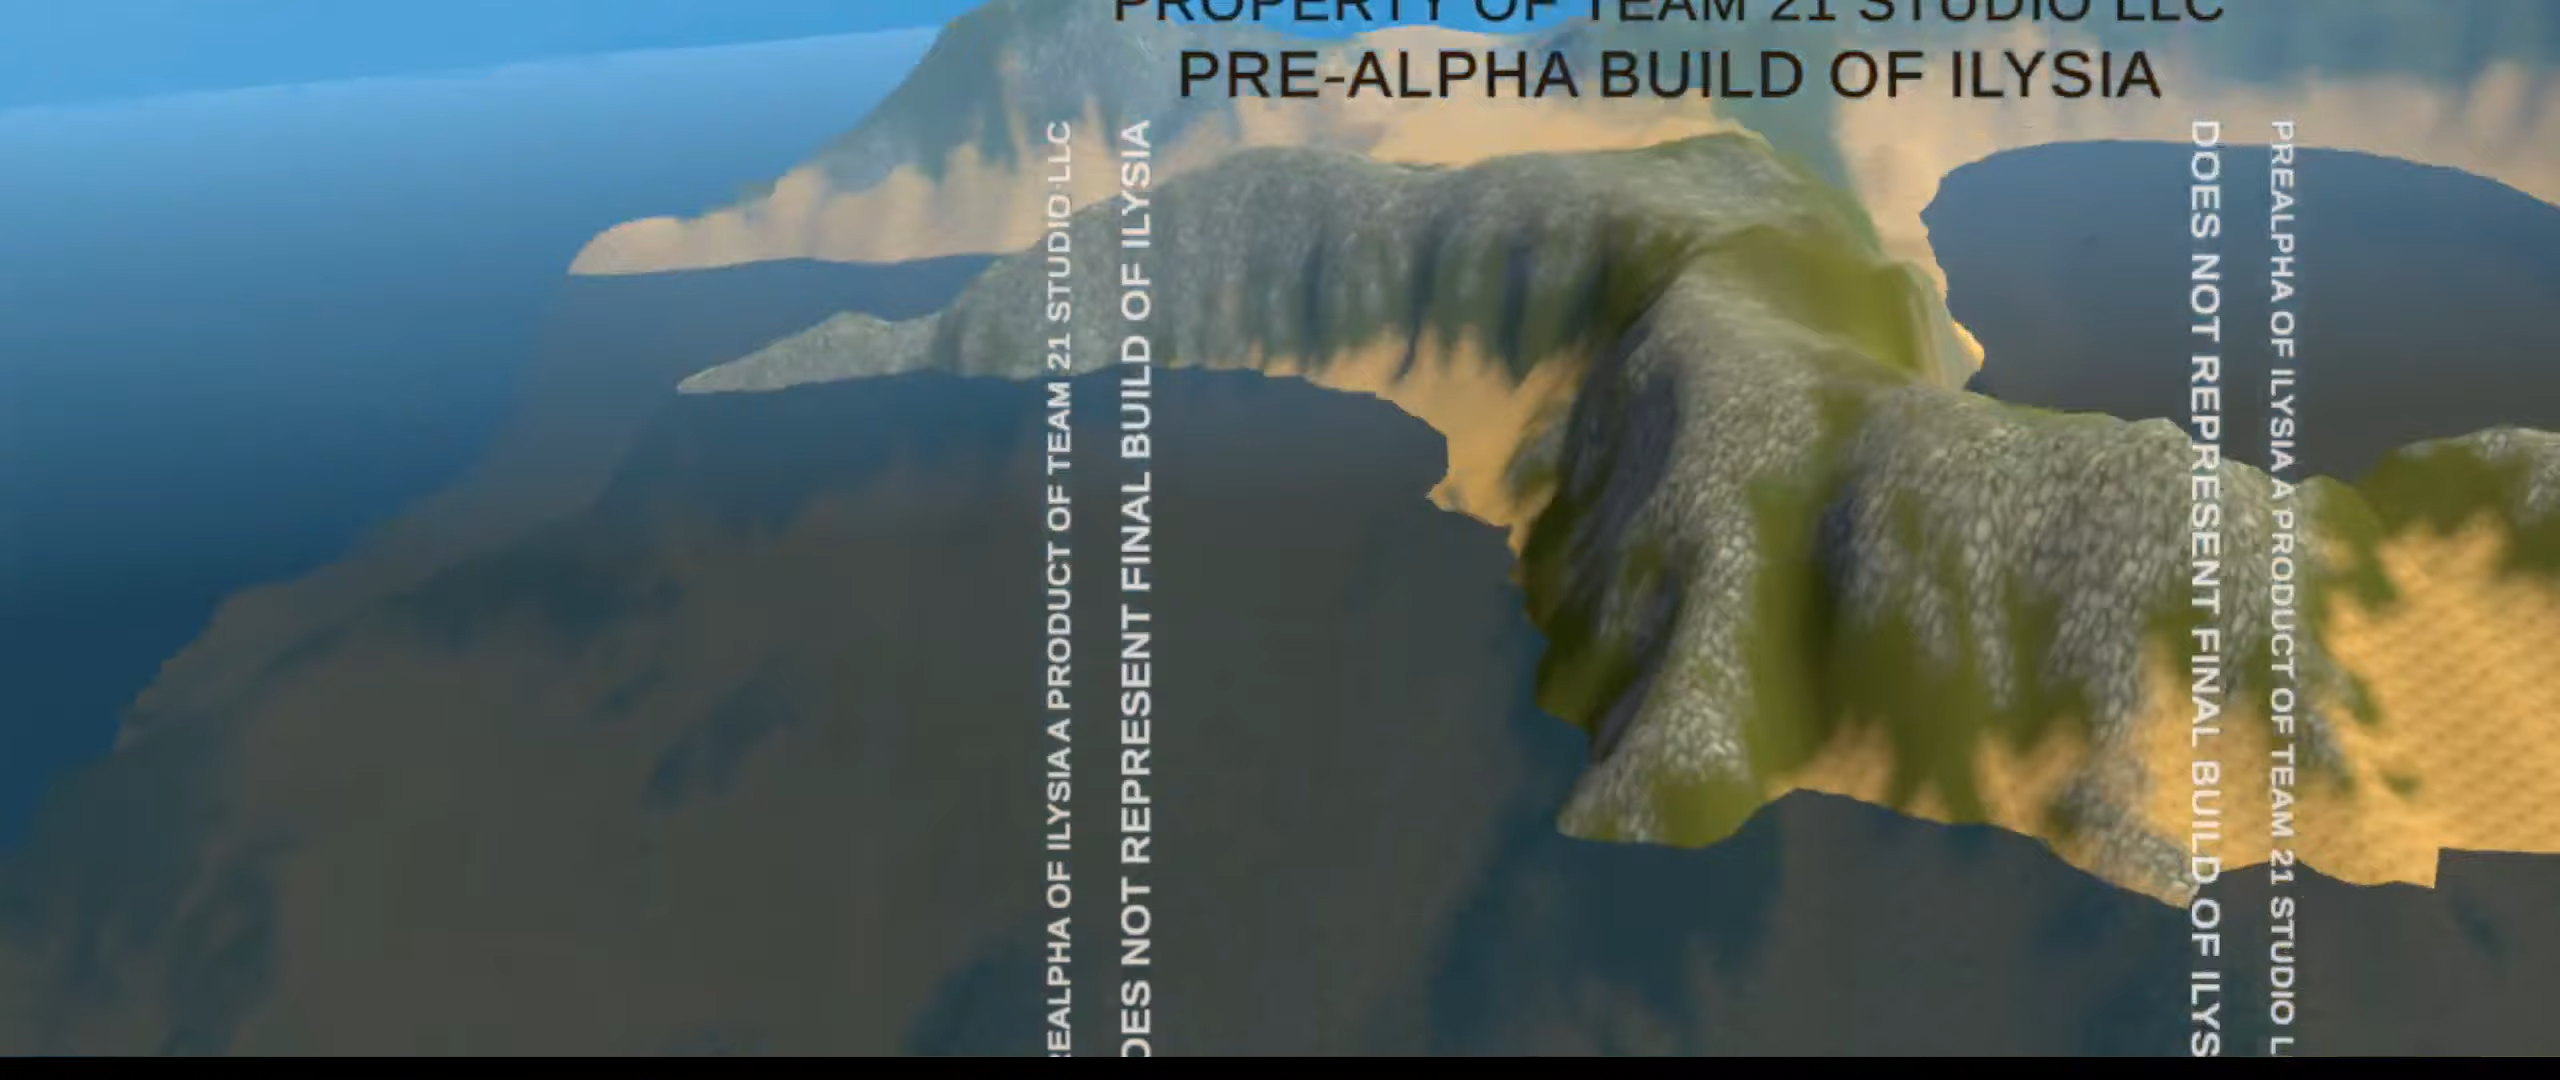 PROPERTY OF TEAM 21 STUDIO LLC
PRE-ALPHA BUILD OF ILYSIA
REALPHA OF ILYSIA A PRODUCT OF TEAM 21 STUDIO LLC
OES NOT REPRESENT FINAL BUILD OF ILYSIA
DOES NOT REPRESENT FINAL BUILD OF ILYS
PREALPHA OF ILYSIA A PRODUCT OF TEAM 21 STUDIO L